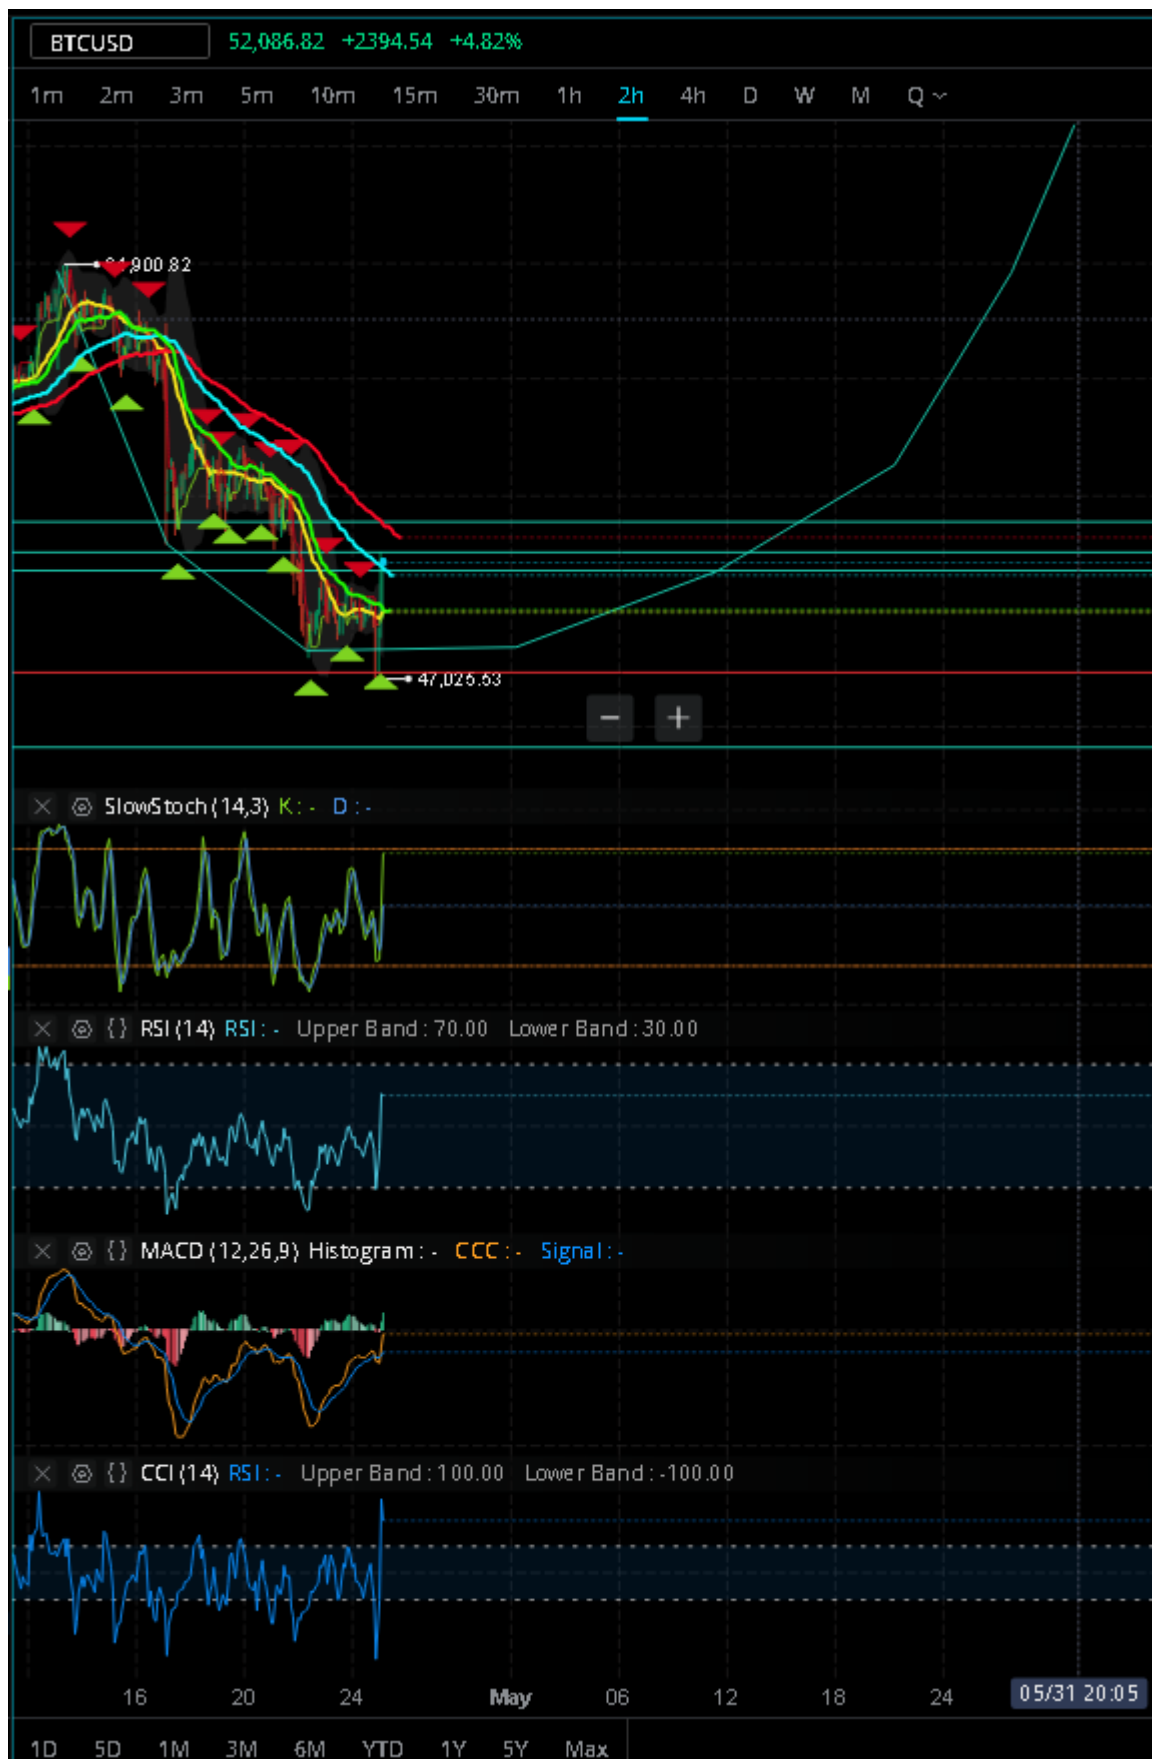 BTCUSD 52,086.82 +2394.54 +4.82%
1m 2m 3m 5m 10m 15m 30m 1h 2h 4h D W M Q
,900.82
47,025.53
− +
SlowStoch (14,3) K : - D : -
RSI (14) RSI : - Upper Band : 70.00 Lower Band : 30.00
MACD (12,26,9) Histogram : - CCC : - Signal : -
CCI (14) RSI : - Upper Band : 100.00 Lower Band : -100.00
16 20 24 May 06 12 18 24 05/31 20:05
1D 5D 1M 3M 6M YTD 1Y 5Y Max